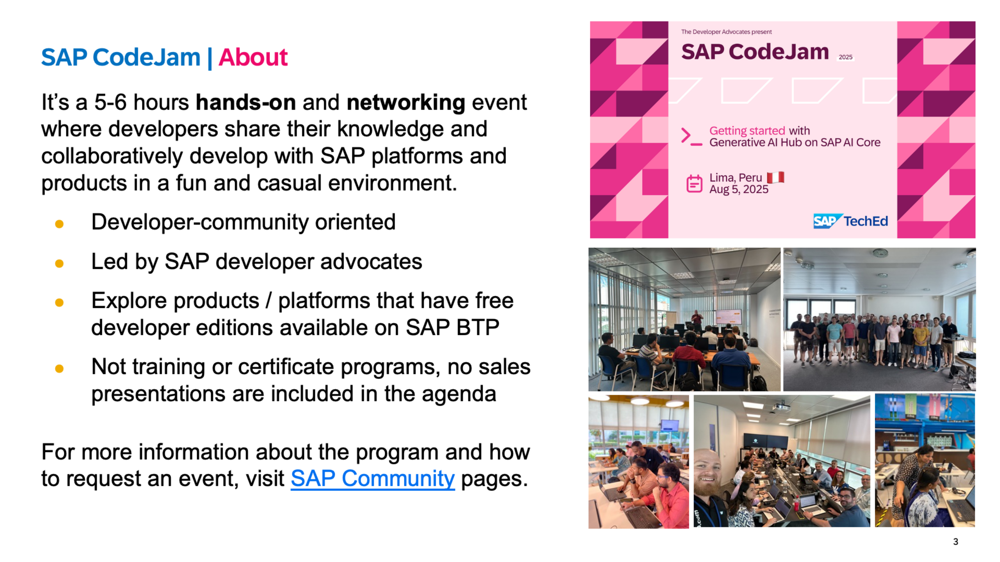 SAP CodeJam | About
It’s a 5-6 hours hands-on and networking event
where developers share their knowledge and
collaboratively develop with SAP platforms and
products in a fun and casual environment.
● Developer-community oriented
● Led by SAP developer advocates
● Explore products / platforms that have free
developer editions available on SAP BTP
● Not training or certificate programs, no sales
presentations are included in the agenda
For more information about the program and how
to request an event, visit SAP Community pages.
The Developer Advocates present
SAP CodeJam 2025
Getting started with
Generative AI Hub on SAP AI Core
Lima, Peru
Aug 5, 2025
SAP TechEd
.com
3